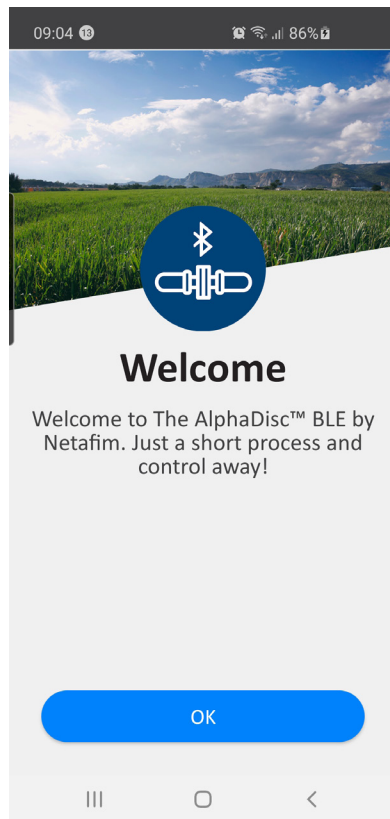 09:04 13 86%
Welcome
Welcome to The AlphaDisc™ BLE by
Netafim. Just a short process and
control away!
OK